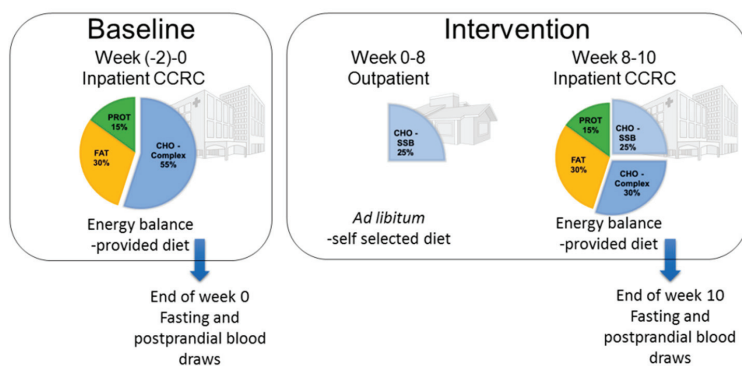 Baseline
Week (-2)-0
Inpatient CCRC
PROT
15%
FAT
30%
CHO -
Complex
55%
Energy balance
-provided diet
End of week 0
Fasting and
postprandial blood
draws
Intervention
Week 0-8
Outpatient
CHO -
SSB
25%
Ad libitum
-self selected diet
Week 8-10
Inpatient CCRC
PROT
15%
CHO -
SSB
25%
FAT
30%
CHO -
Complex
30%
Energy balance
-provided diet
End of week 10
Fasting and
postprandial blood
draws